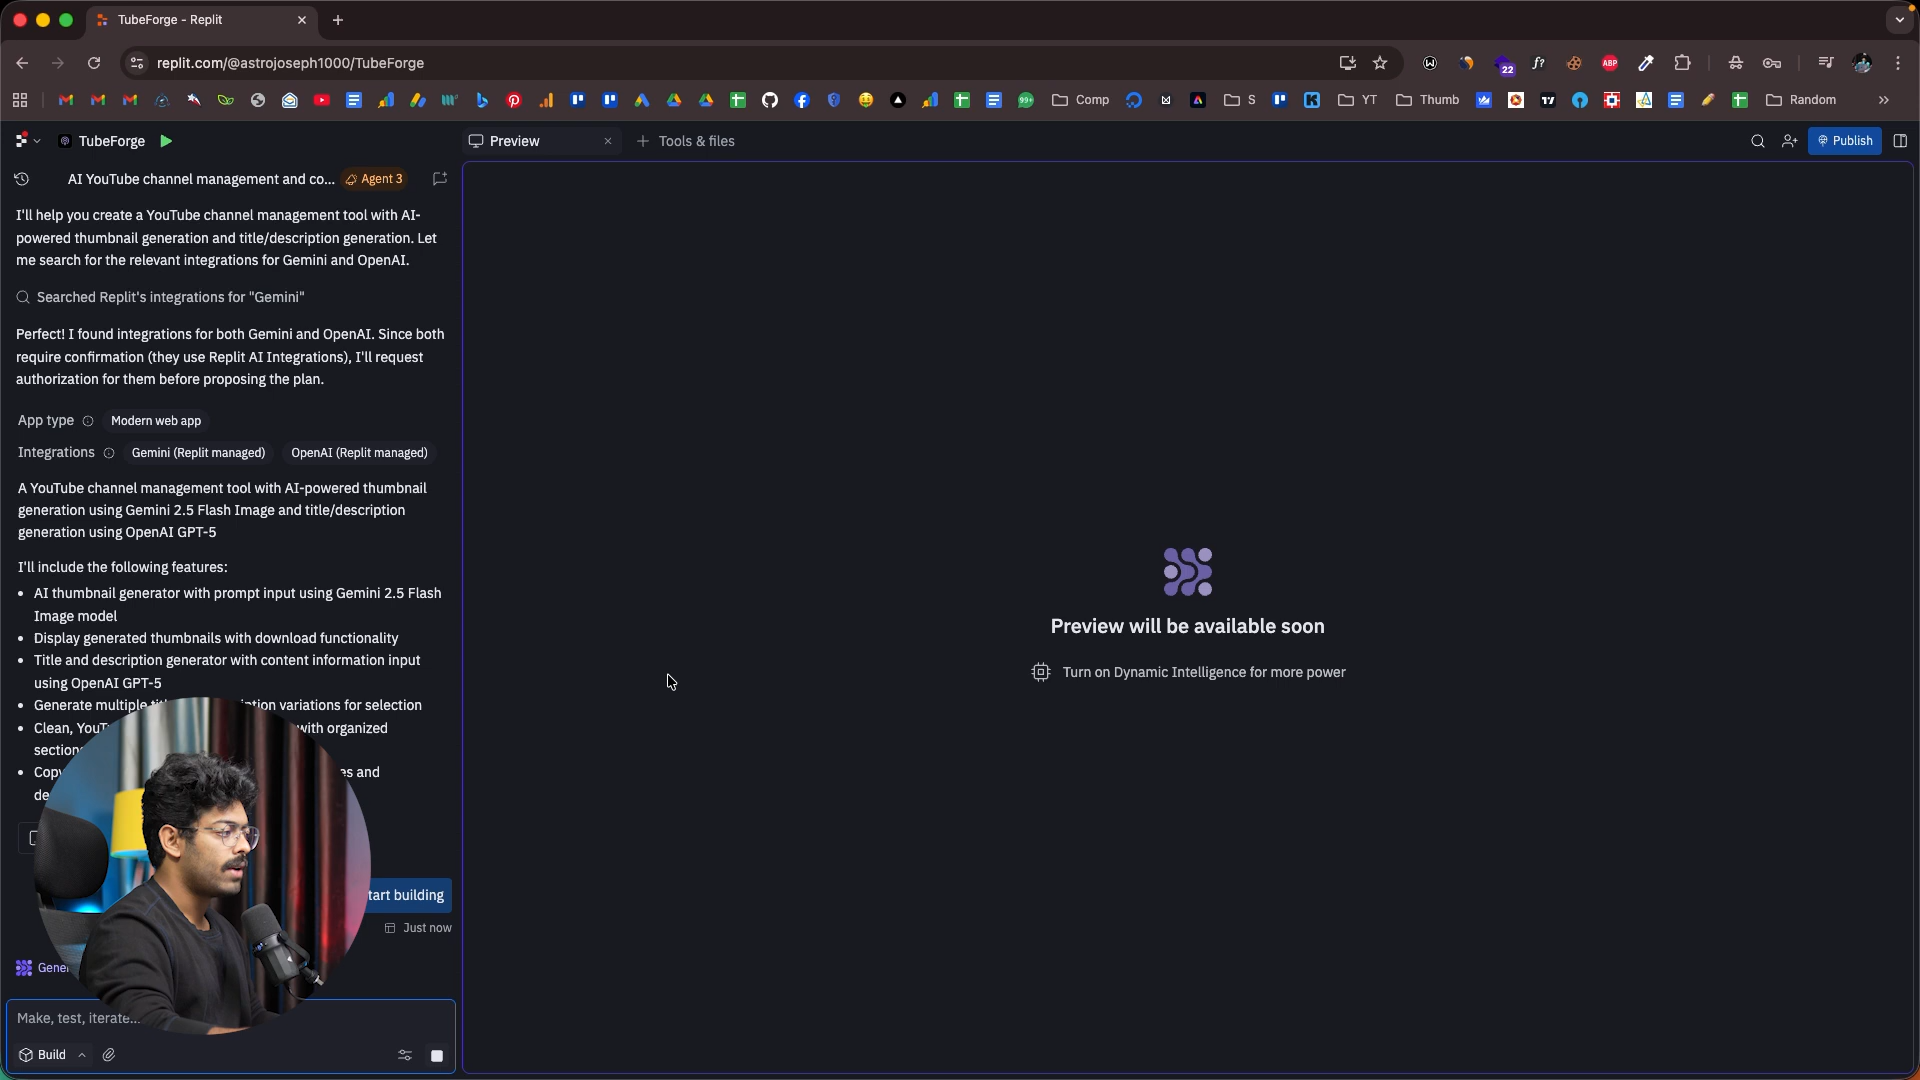 TubeForge - Replit
replit.com/@astrojoseph1000/TubeForge
22
f?
ABP
99+
Comp
S
YT
Thumb
Random
TubeForge
Preview
Tools & files
Publish
AI YouTube channel management and co...
Agent 3
I'll help you create a YouTube channel management tool with AI-
powered thumbnail generation and title/description generation. Let
me search for the relevant integrations for Gemini and OpenAI.
Searched Replit's integrations for "Gemini"
Perfect! I found integrations for both Gemini and OpenAI. Since both
require confirmation (they use Replit AI Integrations), I'll request
authorization for them before proposing the plan.
App type
Modern web app
Integrations
Gemini (Replit managed)
OpenAI (Replit managed)
A YouTube channel management tool with AI-powered thumbnail
generation using Gemini 2.5 Flash Image and title/description
generation using OpenAI GPT-5
I'll include the following features:
• AI thumbnail generator with prompt input using Gemini 2.5 Flash
Image model
• Display generated thumbnails with download functionality
• Title and description generator with content information input
using OpenAI GPT-5
• Generate multiple variations for selection
• Clean, with organized
• and
tart building
Just now
Make, test, iterate...
Build
Preview will be available soon
Turn on Dynamic Intelligence for more power